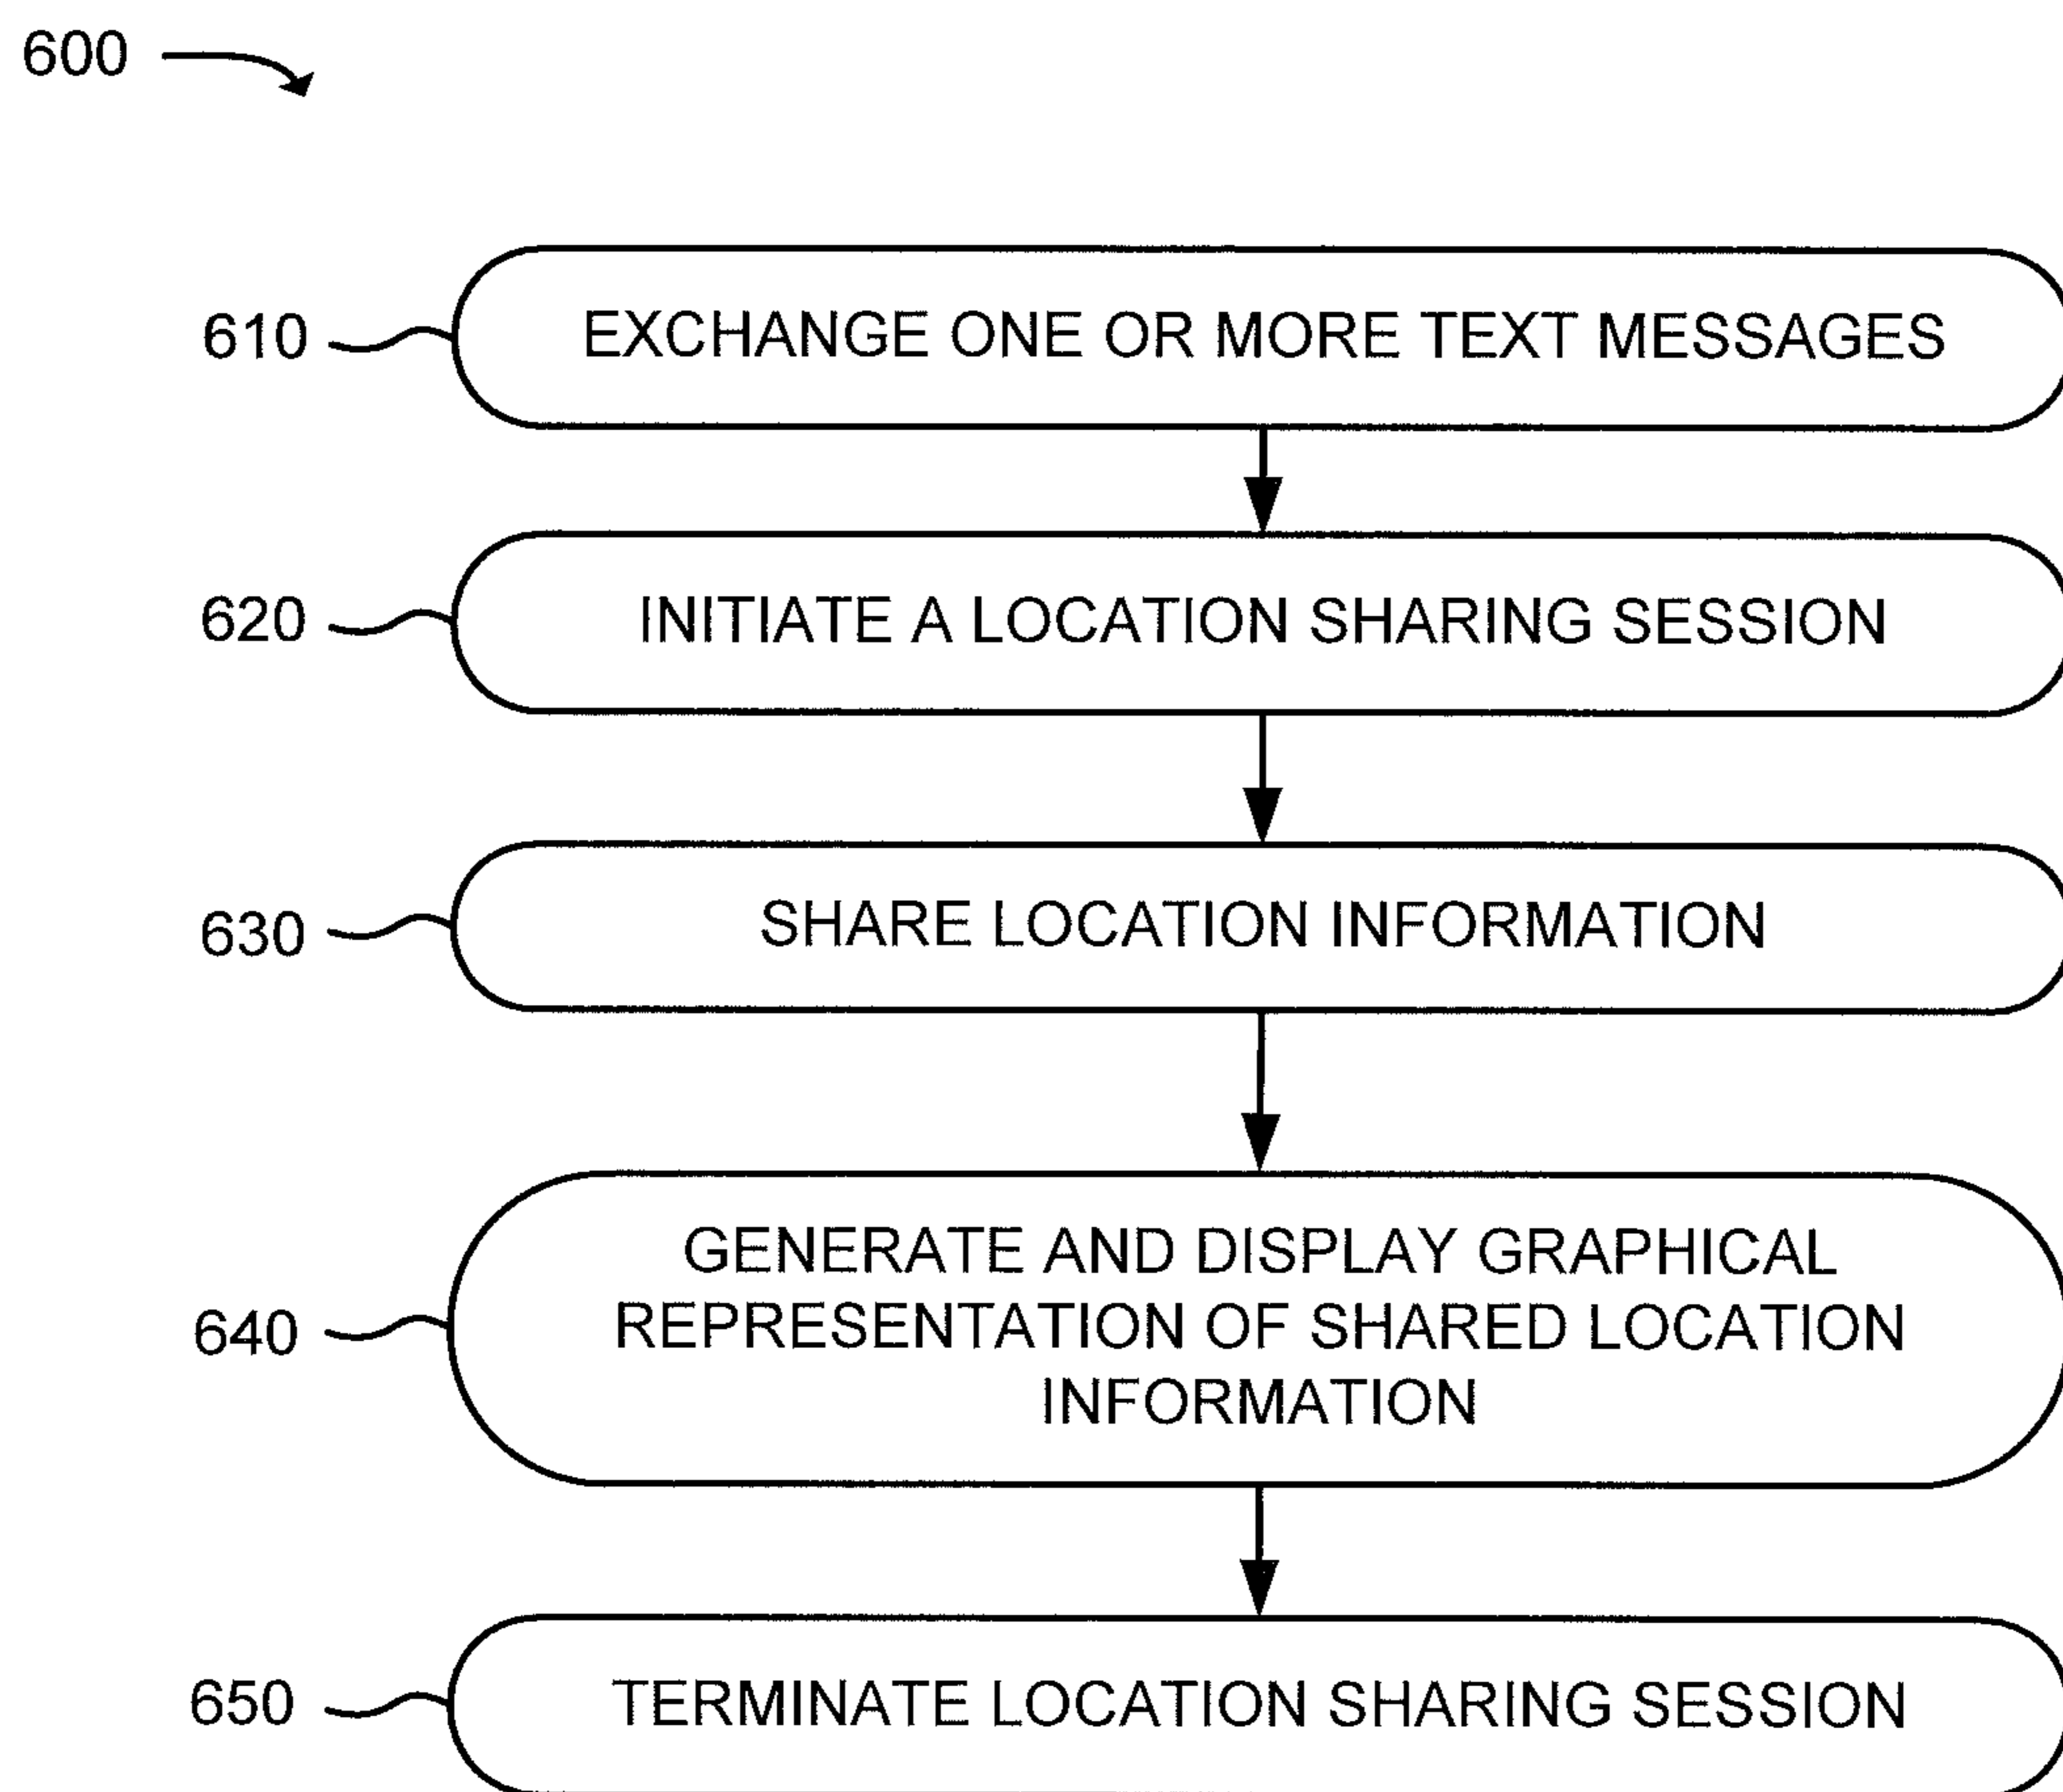 600
610 EXCHANGE ONE OR MORE TEXT MESSAGES
620 INITIATE A LOCATION SHARING SESSION
630 SHARE LOCATION INFORMATION
GENERATE AND DISPLAY GRAPHICAL
640 REPRESENTATION OF SHARED LOCATION
INFORMATION
650 TERMINATE LOCATION SHARING SESSION